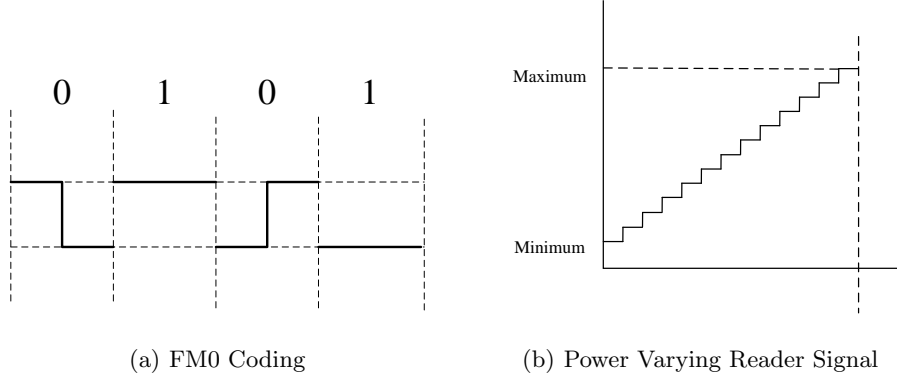 0 1 0 1
Maximum
Minimum
(a) FM0 Coding
(b) Power Varying Reader Signal